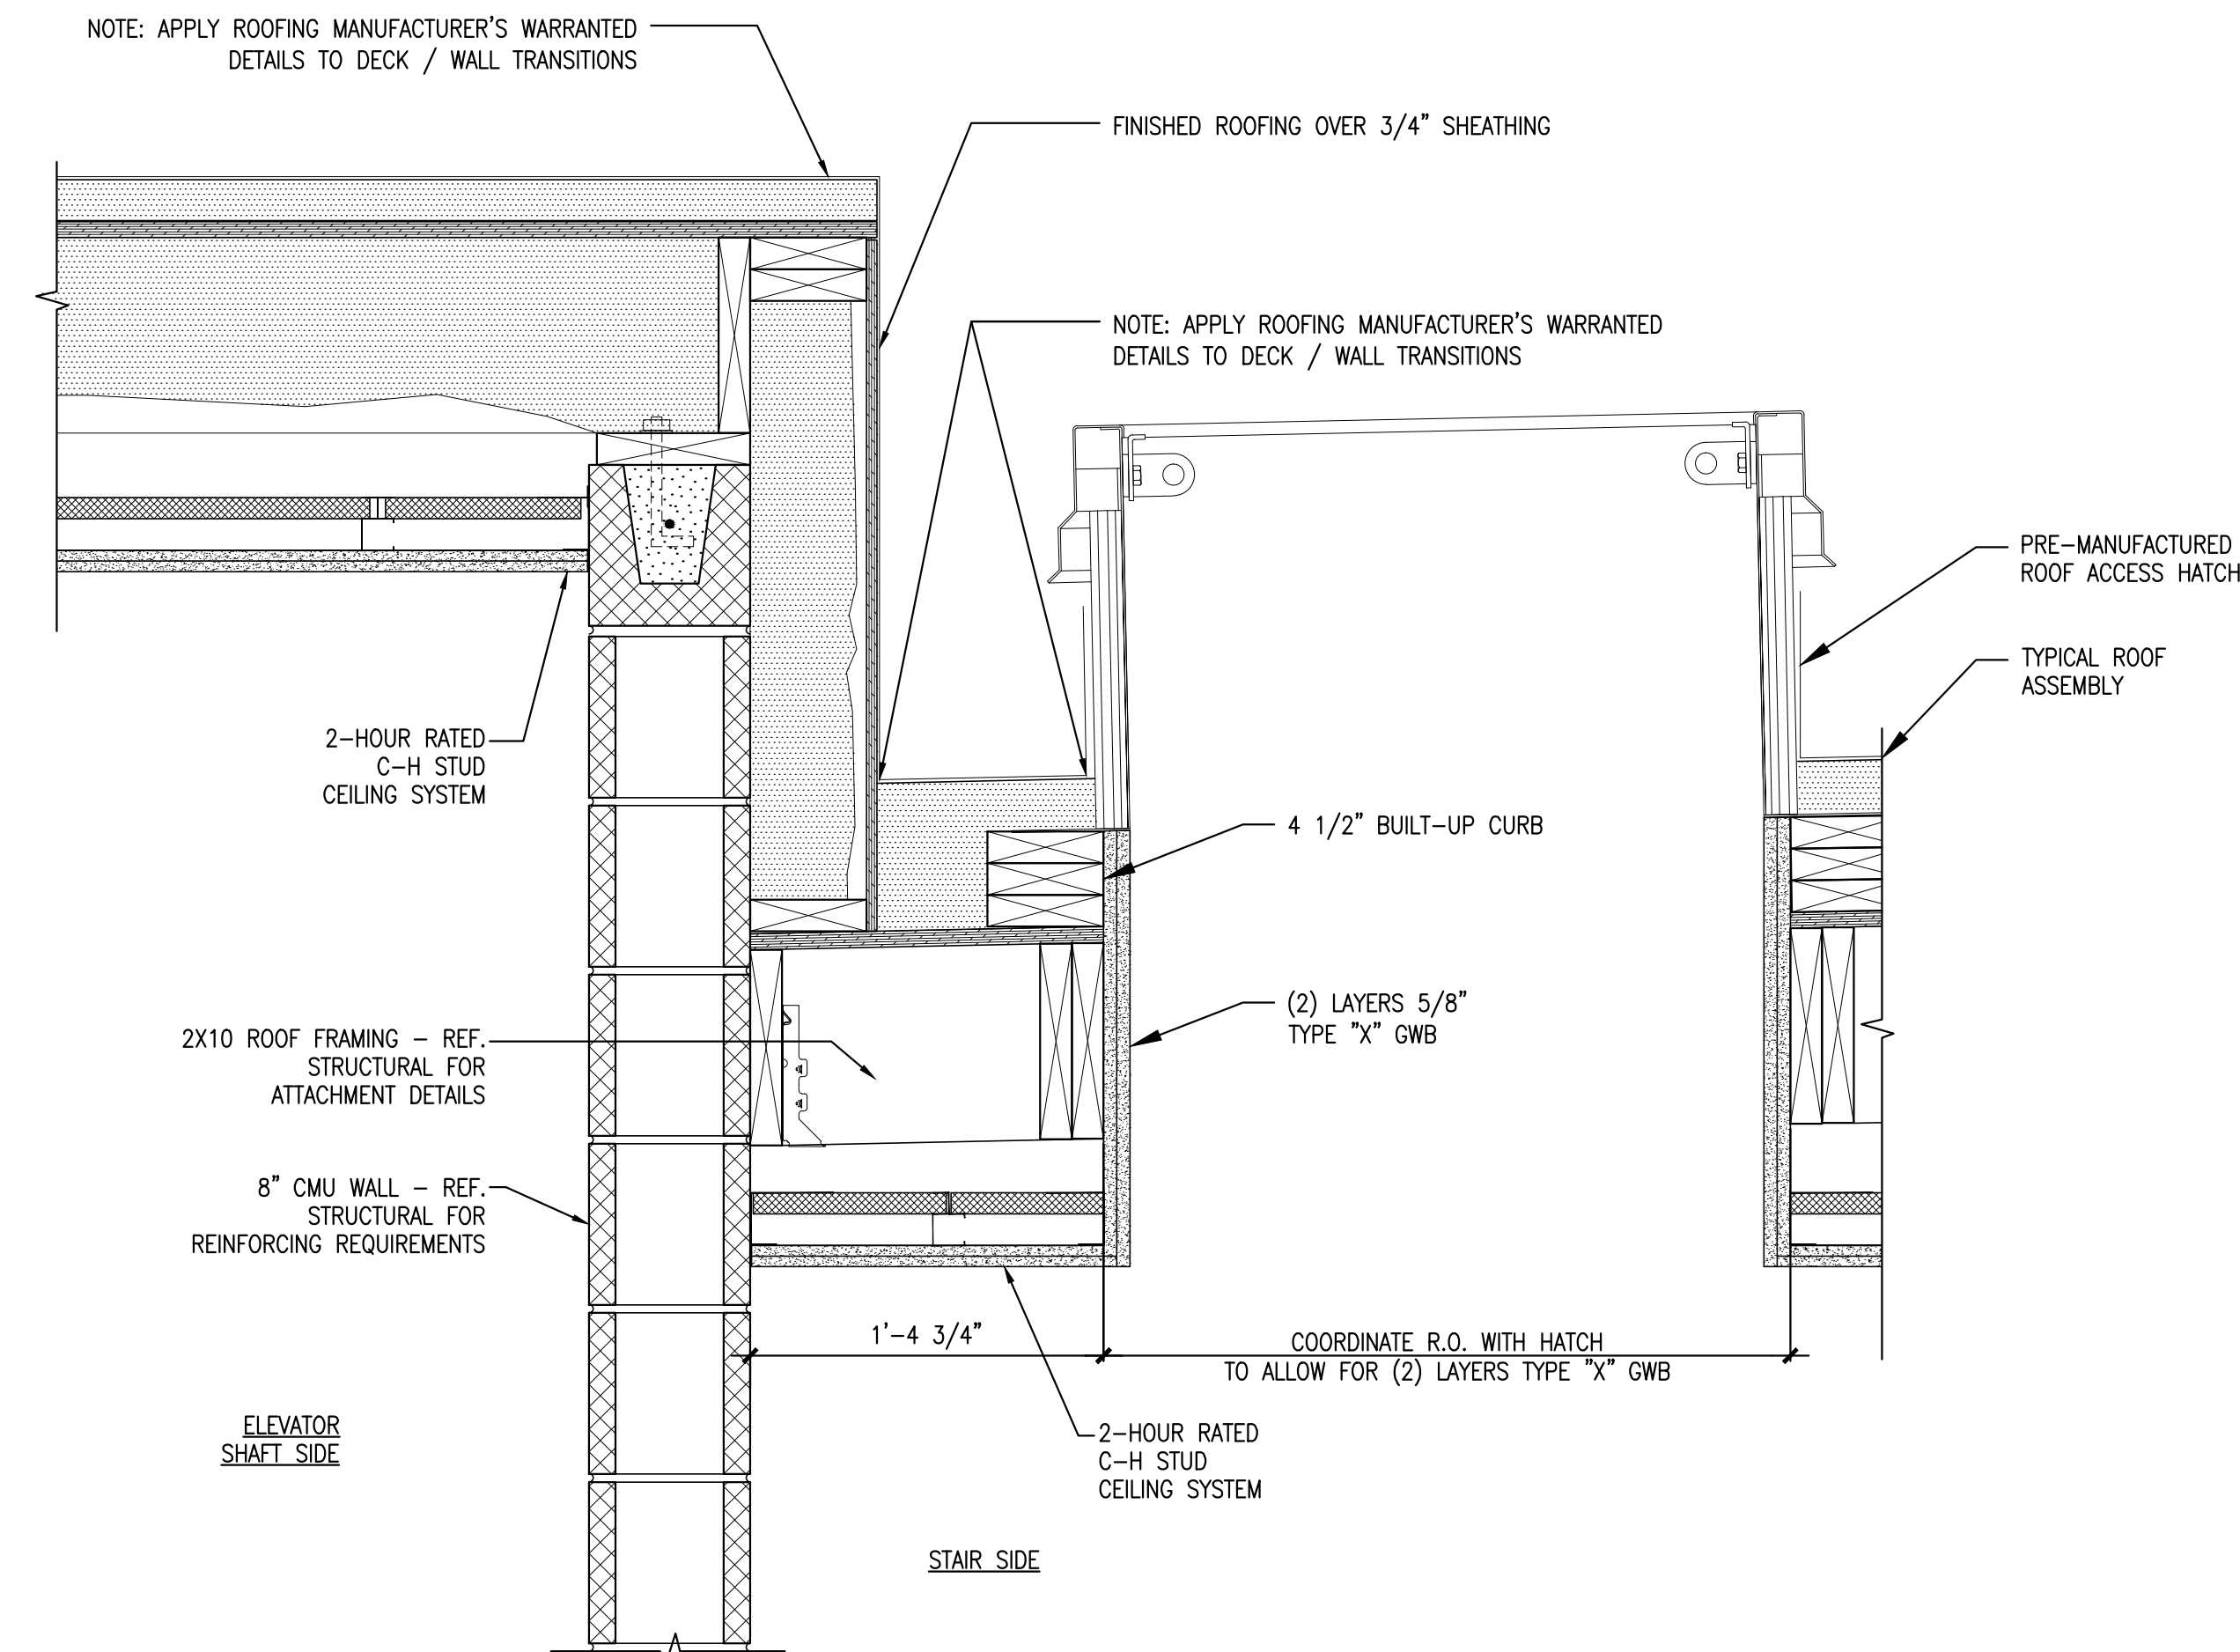 NOTE: APPLY ROOFING MANUFACTURER'S WARRANTED
DETAILS TO DECK / WALL TRANSITIONS
FINISHED ROOFING OVER 3/4" SHEATHING
NOTE: APPLY ROOFING MANUFACTURER'S WARRANTED
DETAILS TO DECK / WALL TRANSITIONS
PRE-MANUFACTURED
ROOF ACCESS HATCH
TYPICAL ROOF
ASSEMBLY
2-HOUR RATED
C-H STUD
CEILING SYSTEM
4 1/2" BUILT-UP CURB
(2) LAYERS 5/8"
TYPE "X" GWB
2X10 ROOF FRAMING - REF.
STRUCTURAL FOR
ATTACHMENT DETAILS
8" CMU WALL - REF.
STRUCTURAL FOR
REINFORCING REQUIREMENTS
1'-4 3/4"
COORDINATE R.O. WITH HATCH
TO ALLOW FOR (2) LAYERS TYPE "X" GWB
ELEVATOR
SHAFT SIDE
2-HOUR RATED
C-H STUD
CEILING SYSTEM
STAIR SIDE